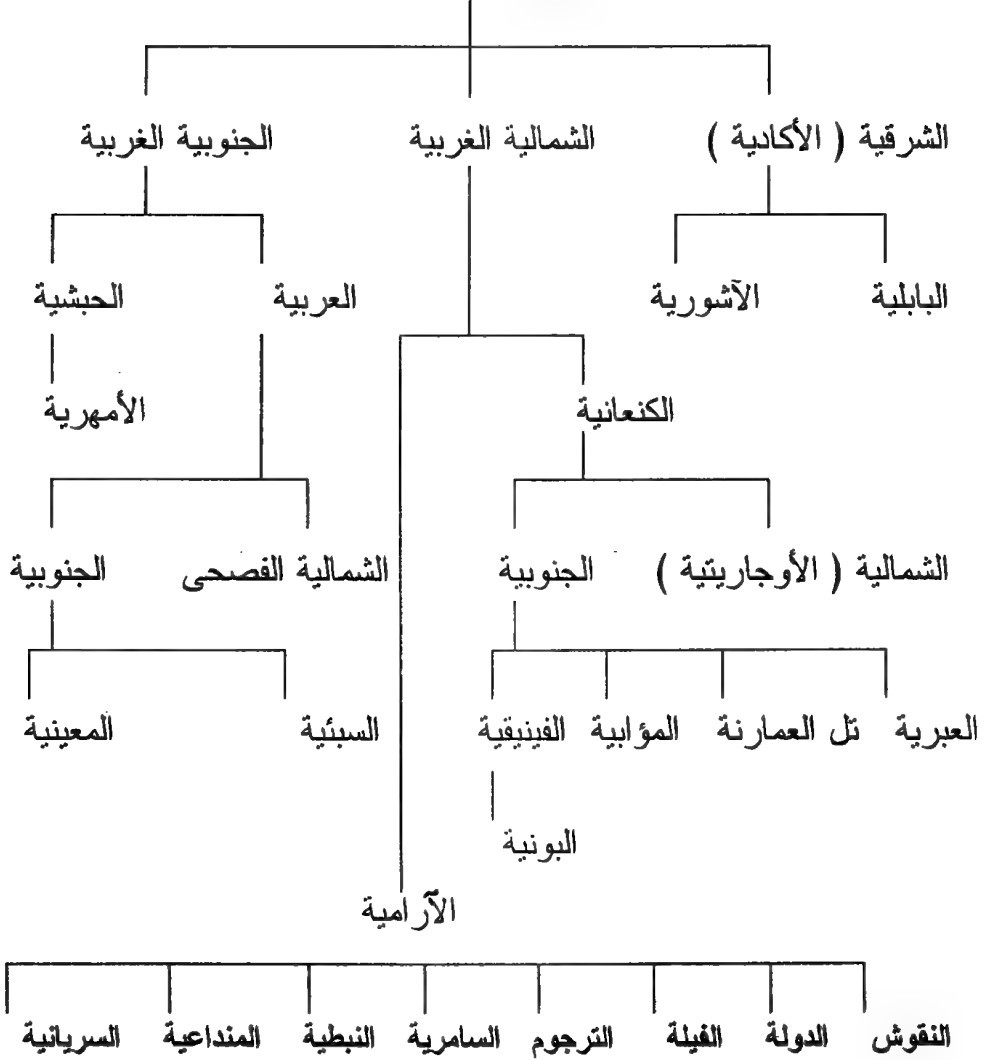 الشرقية ( الأكادية ) الشمالية الغربية الجنوبية الغربية
البابلية الآشورية العربية الحبشية
الكنعانية الأمهرية
الشمالية ( الأوجاريتية ) الجنوبية الشمالية الفصحى الجنوبية
العبرية تل العمارنة المؤابية الفينيقية السبئية المعينية
البونية
الآرامية
النقوش الدولة الفيلة الترجوم السامرية النبطية المنداعية السريانية